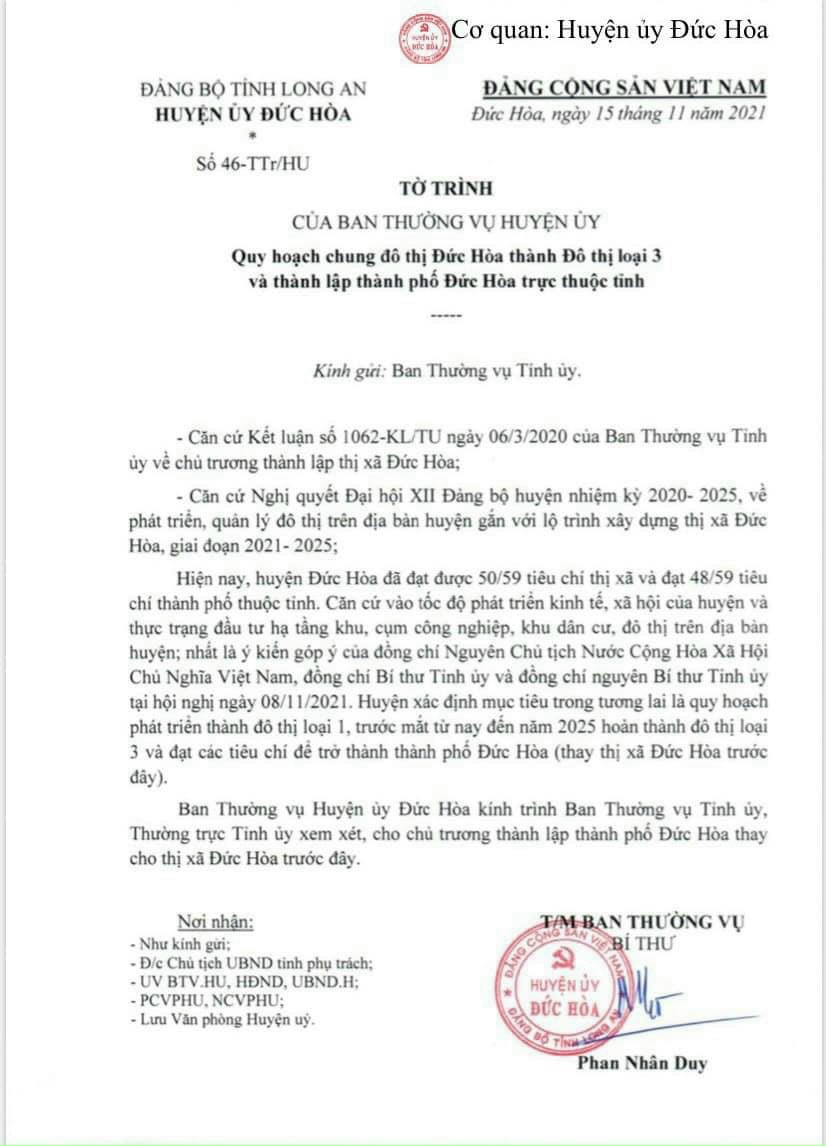 Cơ quan: Huyện ủy Đức Hòa
ĐẢNG BỘ TỈNH LONG AN
HUYỆN ỦY ĐỨC HÒA
*
Số 46-TTr/HU
ĐẢNG CỘNG SẢN VIỆT NAM
Đức Hòa, ngày 15 tháng 11 năm 2021
TỜ TRÌNH
CỦA BAN THƯỜNG VỤ HUYỆN ỦY
Quy hoạch chung đô thị Đức Hòa thành Đô thị loại 3
và thành lập thành phố Đức Hòa trực thuộc tỉnh
-----
Kính gửi: Ban Thường vụ Tỉnh ủy.
- Căn cứ Kết luận số 1062-KL/TU ngày 06/3/2020 của Ban Thường vụ Tỉnh
ủy về chủ trương thành lập thị xã Đức Hòa;
- Căn cứ Nghị quyết Đại hội XII Đảng bộ huyện nhiệm kỳ 2020- 2025, về
phát triển, quản lý đô thị trên địa bàn huyện gắn với lộ trình xây dựng thị xã Đức
Hòa, giai đoạn 2021- 2025;
Hiện nay, huyện Đức Hòa đã đạt được 50/59 tiêu chí thị xã và đạt 48/59 tiêu
chí thành phố thuộc tỉnh. Căn cứ vào tốc độ phát triển kinh tế, xã hội của huyện và
thực trạng đầu tư hạ tầng khu, cụm công nghiệp, khu dân cư, đô thị trên địa bàn
huyện; nhất là ý kiến góp ý của đồng chí Nguyên Chủ tịch Nước Cộng Hòa Xã Hội
Chủ Nghĩa Việt Nam, đồng chí Bí thư Tỉnh ủy và đồng chí nguyên Bí thư Tỉnh ủy
tại hội nghị ngày 08/11/2021. Huyện xác định mục tiêu trong tương lai là quy hoạch
phát triển thành đô thị loại 1, trước mắt từ nay đến năm 2025 hoàn thành đô thị loại
3 và đạt các tiêu chí để trở thành thành phố Đức Hòa (thay thị xã Đức Hòa trước
đây).
Ban Thường vụ Huyện ủy Đức Hòa kính trình Ban Thường vụ Tỉnh ủy,
Thường trực Tỉnh ủy xem xét, cho chủ trương thành lập thành phố Đức Hòa thay
cho thị xã Đức Hòa trước đây.
Nơi nhận:
- Như kính gửi;
- Đ/c Chủ tịch UBND tỉnh phụ trách;
- UV BTV.HU, HĐND, UBND.H;
- PCVPHU, NCVPHU;
- Lưu Văn phòng Huyện uỷ.
T/M BAN THƯỜNG VỤ
BÍ THƯ
ĐẢNG CỘNG SẢN VIỆT NAM
HUYỆN ỦY
ĐỨC HÒA
ĐẢNG BỘ TỈNH LONG AN
Phan Nhân Duy